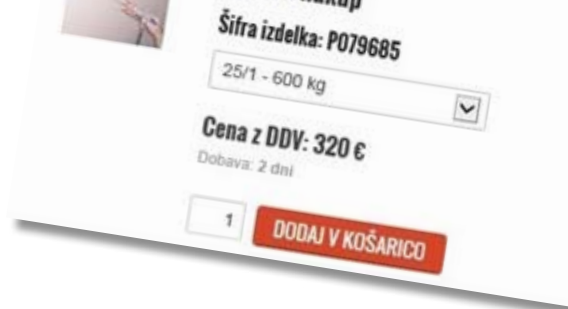 Šifra izdelka: P079685
25/1 - 600 kg
Cena z DDV: 320 €
Dobava: 2 dni
1
DODAJ V KOŠARICO